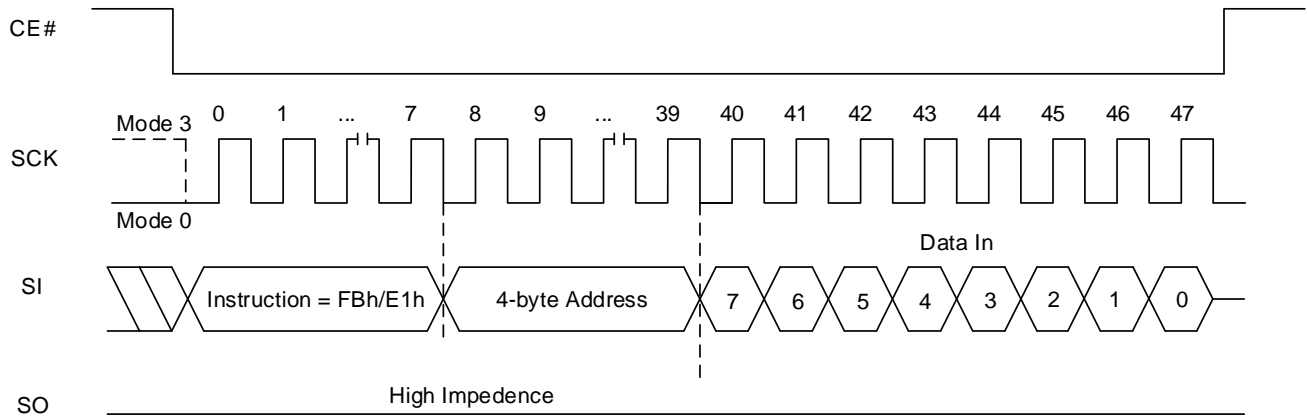 CE#
0 1 ... 7 8 9 ... 39 40 41 42 43 44 45 46 47
Mode 3
SCK
Mode 0
Data In
SI
Instruction = FBh/E1h 4-byte Address 7 6 5 4 3 2 1 0
High Impedence
SO